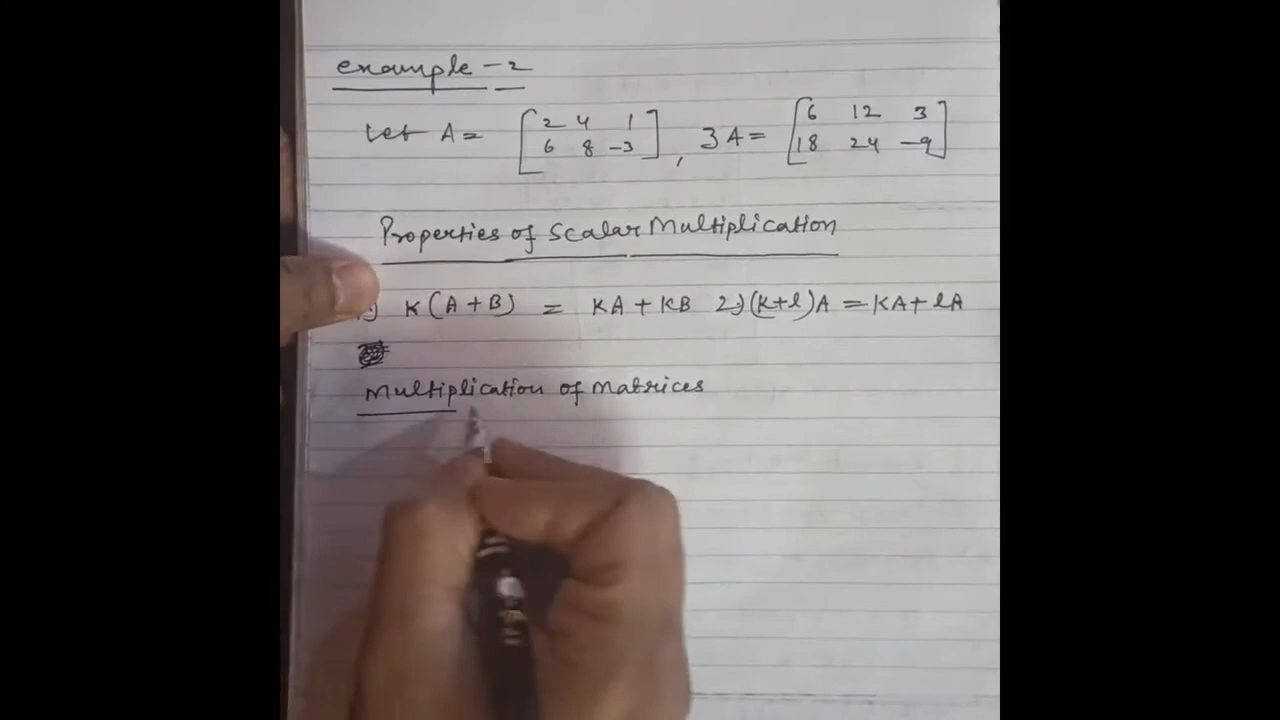 example - 2
Let A = [2 4 1
6 8 -3], 3A = [6 12 3
18 24 -9]
Properties of Scalar Multiplication
K(A+B) = KA + KB 2) (K+l)A = KA + lA
Multiplication of Matrices